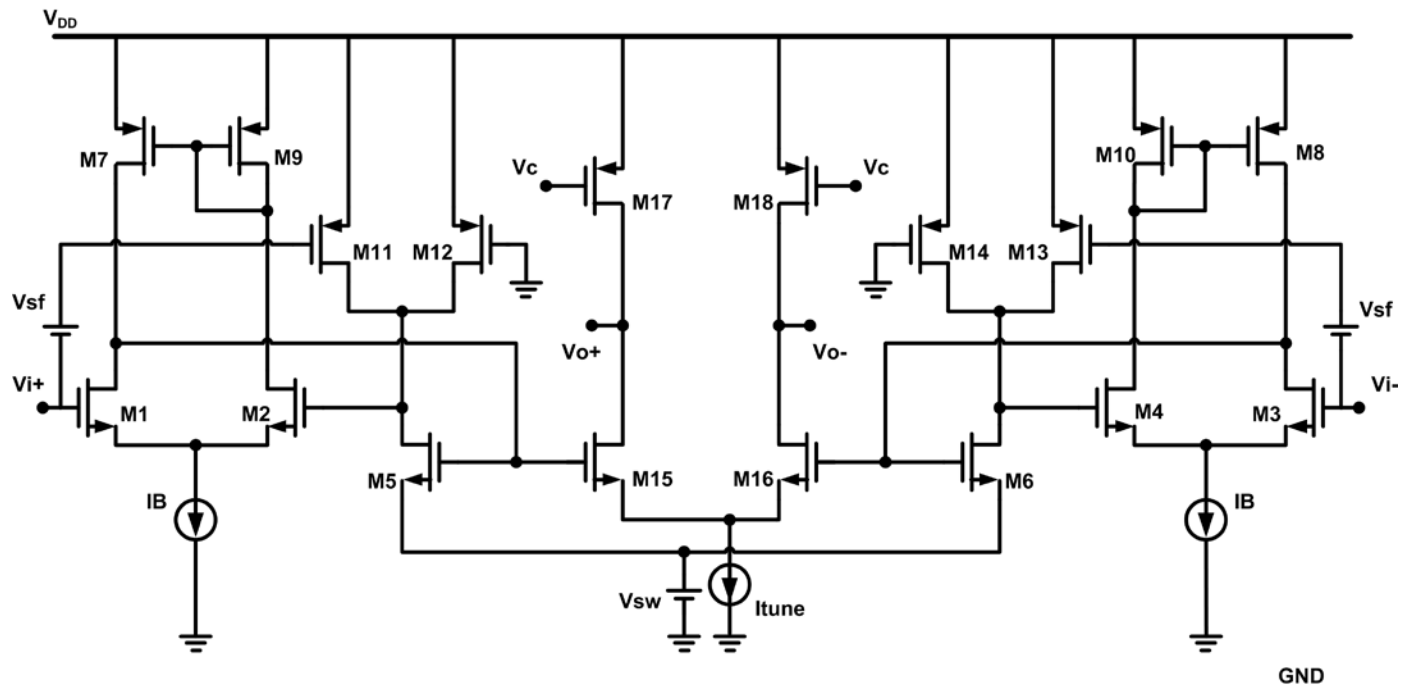 VDD
M7
M9
M10
M8
Vc
Vc
M17
M18
M11
M12
M14
M13
Vsf
Vsf
Vo+
Vo-
Vi+
Vi-
M1
M2
M4
M3
M5
M15
M16
M6
IB
IB
Vsw
Itune
GND